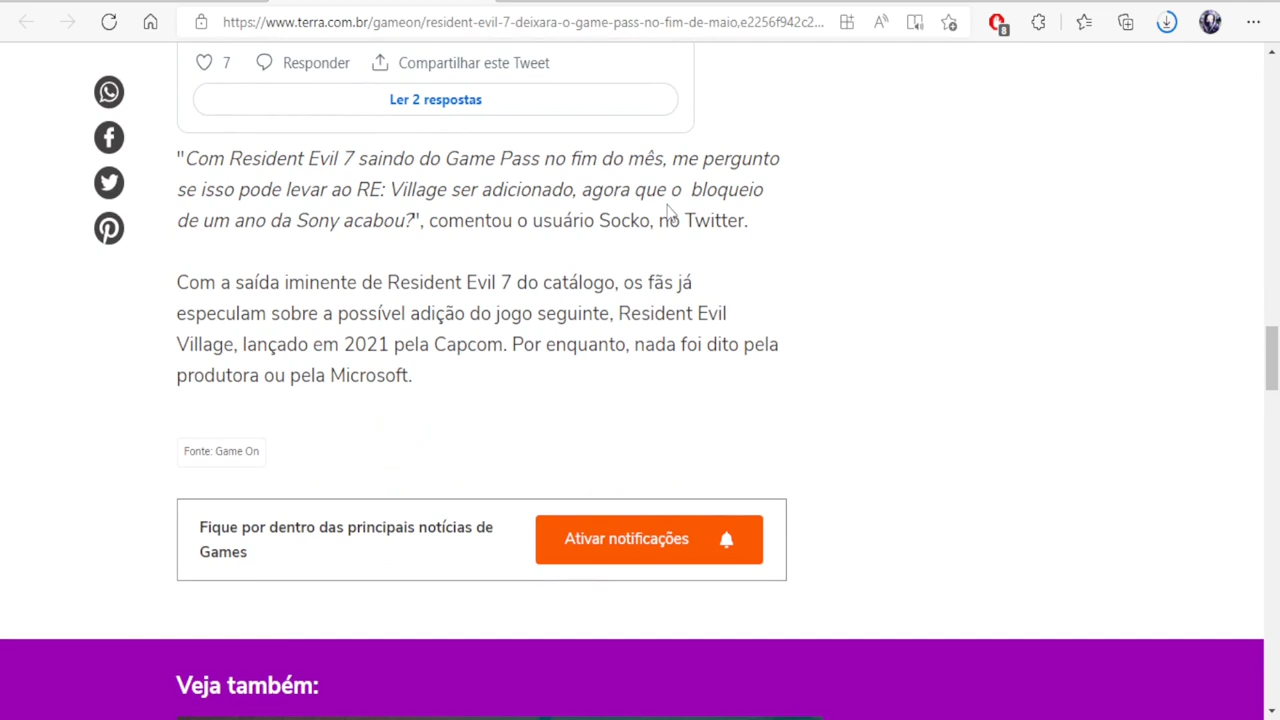 https://www.terra.com.br/gameon/resident-evil-7-deixara-o-game-pass-no-fim-de-maio,e2256f942c2...
8
7 Responder Compartilhar este Tweet
Ler 2 respostas
"Com Resident Evil 7 saindo do Game Pass no fim do mês, me pergunto
se isso pode levar ao RE: Village ser adicionado, agora que o bloqueio
de um ano da Sony acabou?", comentou o usuário Socko, no Twitter.
Com a saída iminente de Resident Evil 7 do catálogo, os fãs já
especulam sobre a possível adição do jogo seguinte, Resident Evil
Village, lançado em 2021 pela Capcom. Por enquanto, nada foi dito pela
produtora ou pela Microsoft.
Fonte: Game On
Fique por dentro das principais notícias de
Games
Ativar notificações
Veja também: